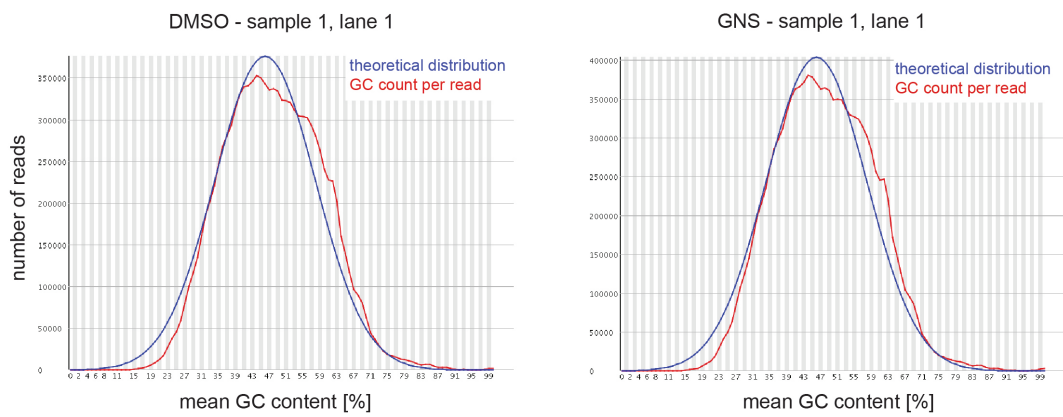 DMSO - sample 1, lane 1
theoretical distribution
GC count per read
number of reads
350000
300000
250000
200000
150000
100000
50000
0
0 2 4 6 8 11 15 19 23 27 31 35 39 43 47 51 55 59 63 67 71 75 79 83 87 91 95 99
mean GC content [%]
GNS - sample 1, lane 1
theoretical distribution
GC count per read
400000
350000
300000
250000
200000
150000
100000
50000
0
0 2 4 6 8 11 15 19 23 27 31 35 39 43 47 51 55 59 63 67 71 75 79 83 87 91 95 99
mean GC content [%]